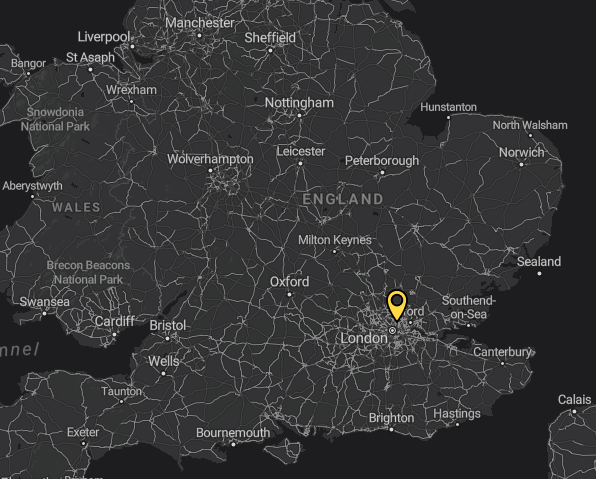 Manchester
Liverpool
Sheffield
St Asaph
Bangor
Wrexham
Nottingham
Hunstanton
Snowdonia
National Park
North Walsham
Wolverhampton
Leicester
Peterborough
Norwich
Aberystwyth
ENGLAND
WALES
Milton Keynes
Brecon Beacons
National Park
Sealand
Oxford
Swansea
Southend-
on-Sea
Cardiff
Bristol
London
Wells
Canterbury
Taunton
Calais
Brighton
Hastings
Exeter
Bournemouth